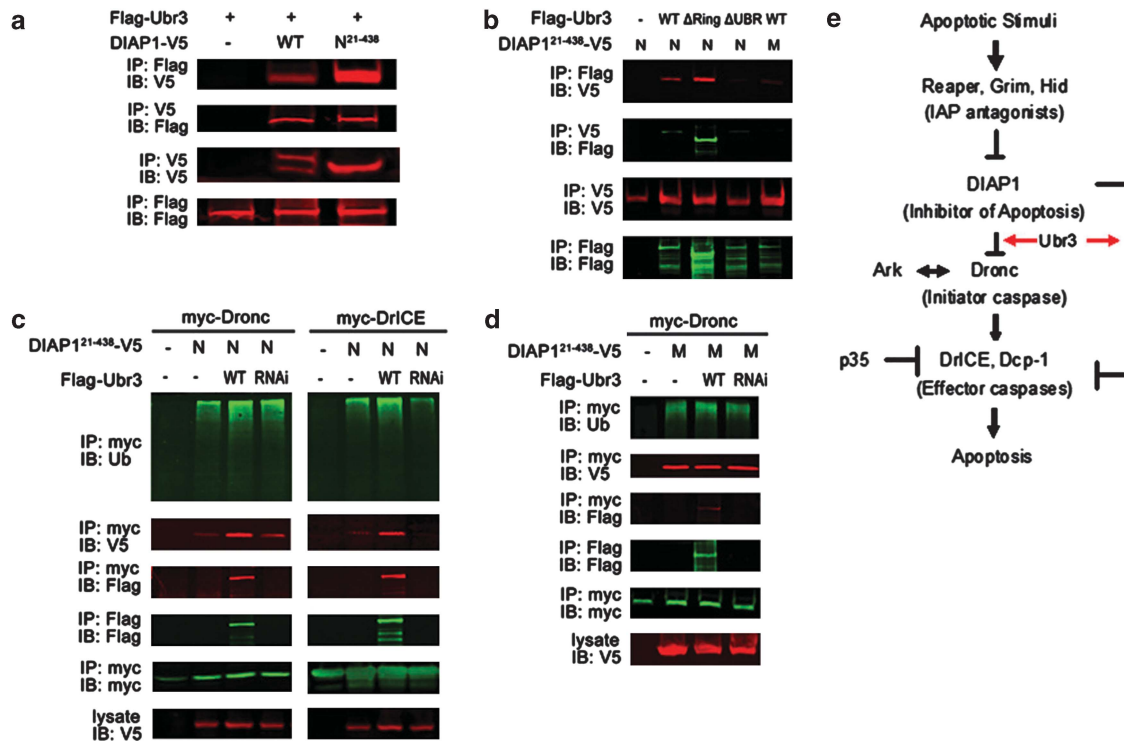 a
Flag-Ubr3 + + +
DIAP1-V5 - WT N21-438
IP: Flag
IB: V5
IP: V5
IB: Flag
IP: V5
IB: V5
IP: Flag
IB: Flag
b
Flag-Ubr3 - WT ΔRing ΔUBR WT
DIAP121-438-V5 N N N N M
IP: Flag
IB: V5
IP: V5
IB: Flag
IP: V5
IB: V5
IP: Flag
IB: Flag
c
myc-Dronc myc-DrICE
DIAP121-438-V5 - N N N - N N N
Flag-Ubr3 - - WT RNAi - - WT RNAi
IP: myc
IB: Ub
IP: myc
IB: V5
IP: myc
IB: Flag
IP: Flag
IB: Flag
IP: myc
IB: myc
lysate
IB: V5
d
myc-Dronc
DIAP121-438-V5 - M M M
Flag-Ubr3 - - WT RNAi
IP: myc
IB: Ub
IP: myc
IB: V5
IP: myc
IB: Flag
IP: Flag
IB: Flag
IP: myc
IB: myc
lysate
IB: V5
e
Apoptotic Stimuli
Reaper, Grim, Hid
(IAP antagonists)
DIAP1
(Inhibitor of Apoptosis)
Ubr3
Ark Dronc
(Initiator caspase)
p35 DrICE, Dcp-1
(Effector caspases)
Apoptosis